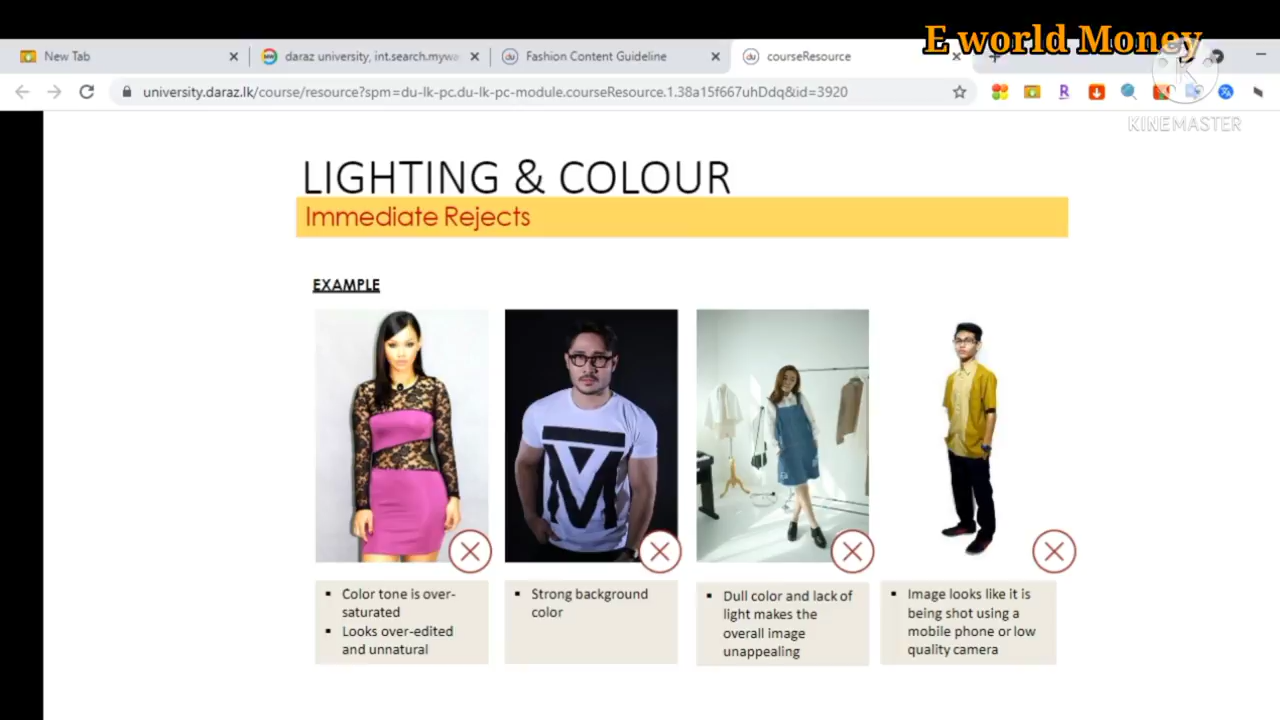 E world Money
New Tab
daraz university, int.search.mywa
Fashion Content Guideline
courseResource
university.daraz.lk/course/resource?spm=du-lk-pc.du-lk-pc-module.courseResource.1.38a15f667uhDdq&id=3920
KINEMASTER
LIGHTING & COLOUR
Immediate Rejects
EXAMPLE
▪ Color tone is over-
saturated
▪ Looks over-edited
and unnatural
▪ Strong background
color
▪ Dull color and lack of
light makes the
overall image
unappealing
▪ Image looks like it is
being shot using a
mobile phone or low
quality camera